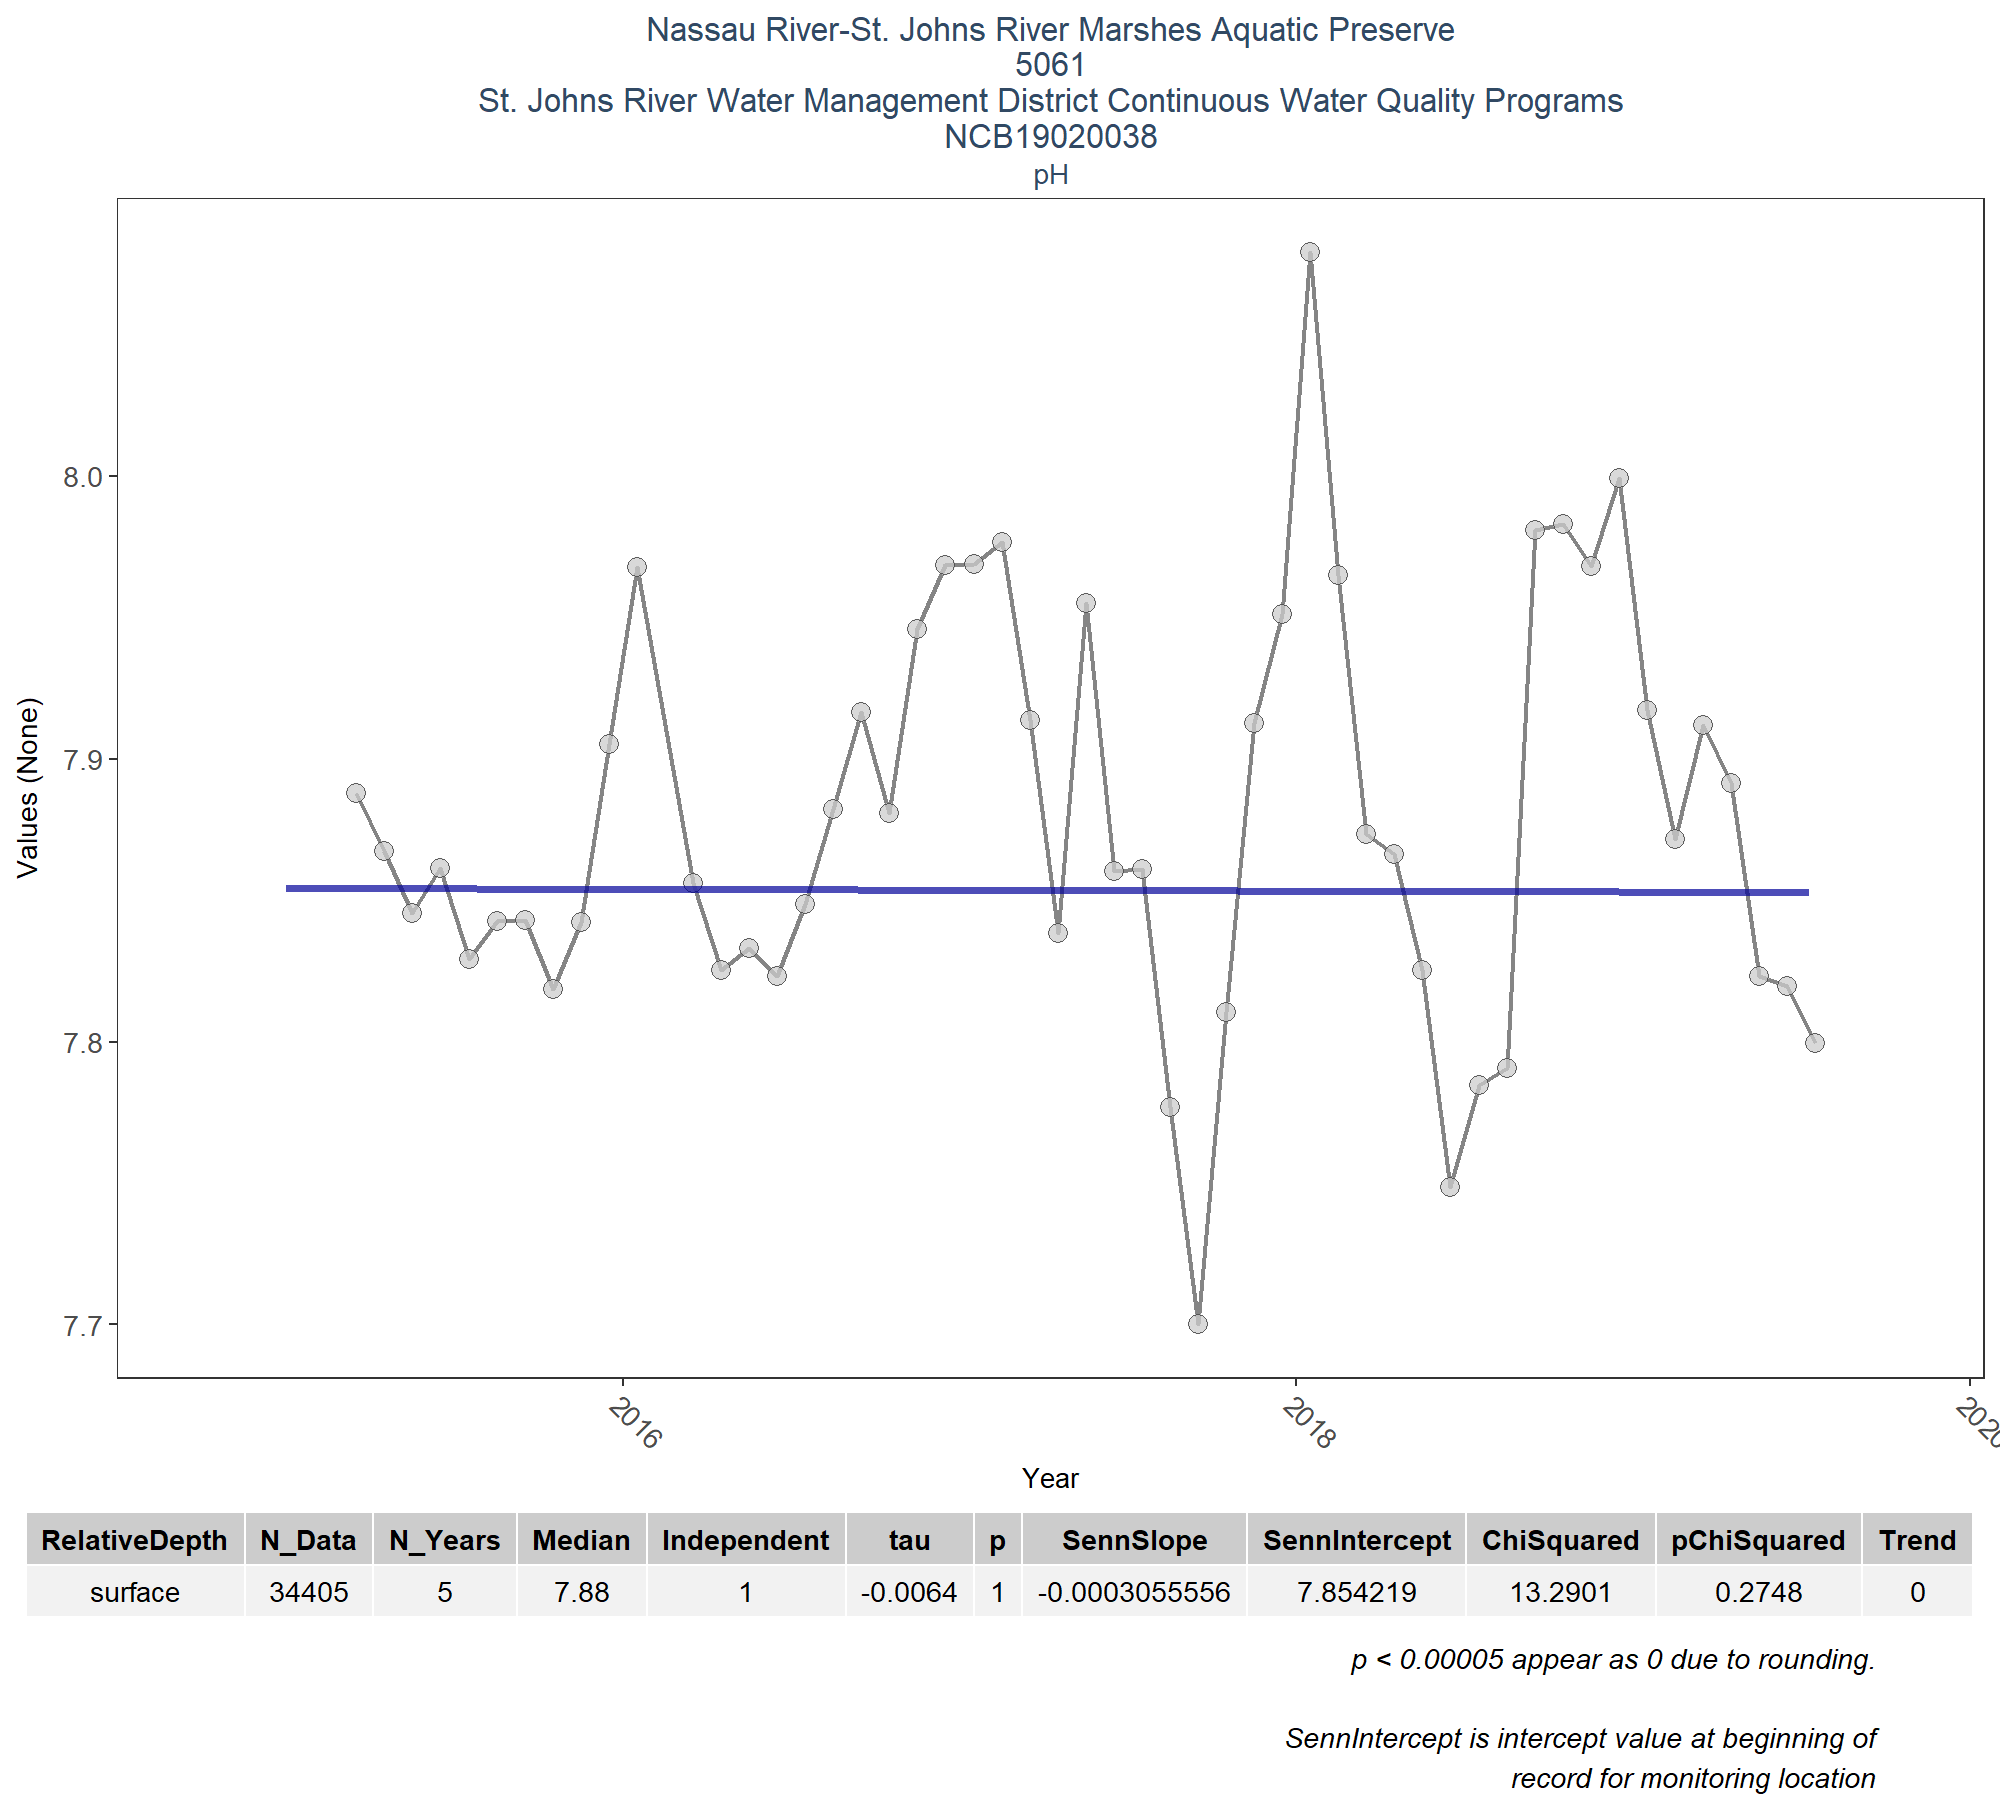 Nassau River-St. Johns River Marshes Aquatic Preserve
5061
St. Johns River Water Management District Continuous Water Quality Programs
NCB19020038
pH
Values (None)
8.0
7.9
7.8
7.7
2016
2018
2020
Year
RelativeDepth N_Data N_Years Median Independent tau p SennSlope SennIntercept ChiSquared pChiSquared Trend
surface 34405 5 7.88 1 -0.0064 1 -0.0003055556 7.854219 13.2901 0.2748 0
p < 0.00005 appear as 0 due to rounding.
SennIntercept is intercept value at beginning of
record for monitoring location